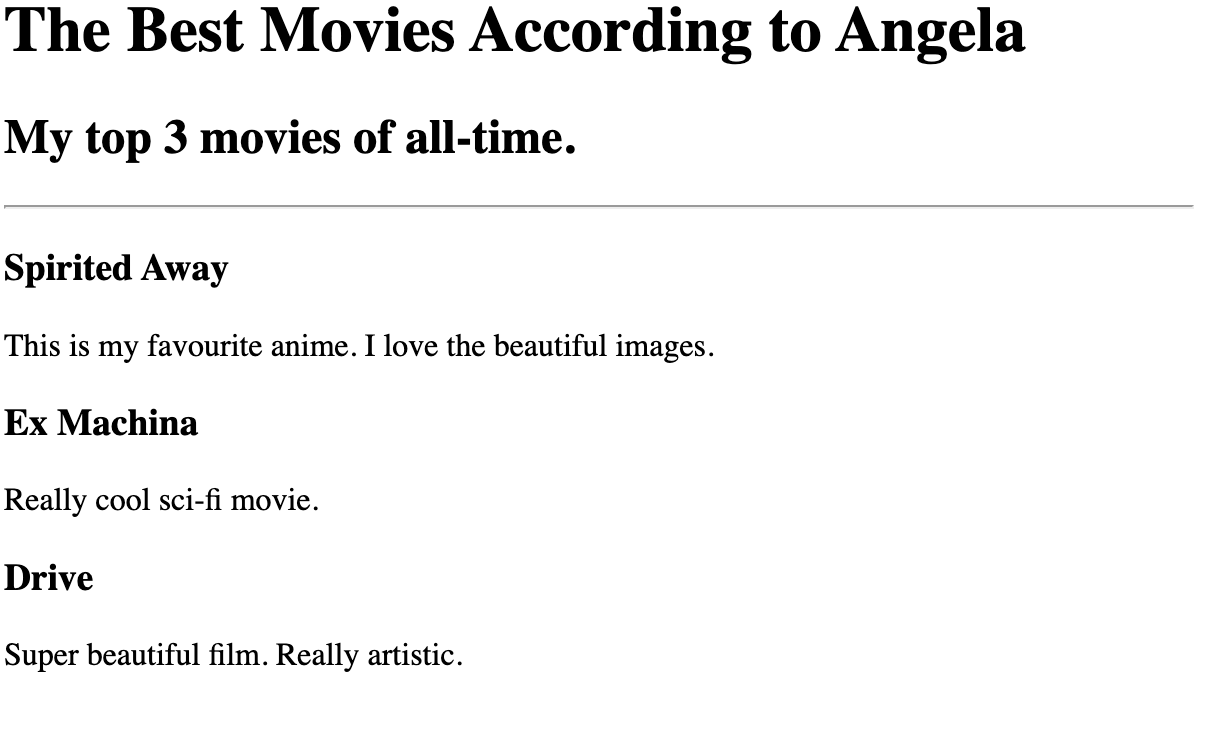 The Best Movies According to Angela
My top 3 movies of all-time.
Spirited Away
This is my favourite anime. I love the beautiful images.
Ex Machina
Really cool sci-fi movie.
Drive
Super beautiful film. Really artistic.